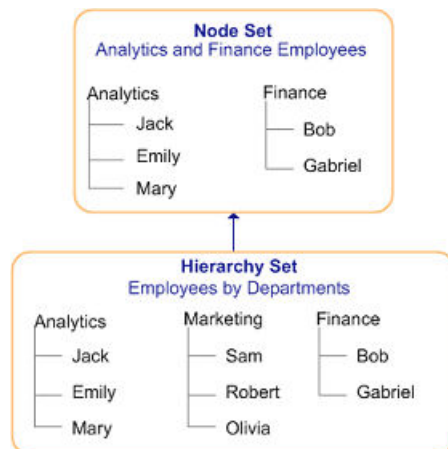 Node Set
Analytics and Finance Employees
Analytics
Jack
Emily
Mary
Finance
Bob
Gabriel
Hierarchy Set
Employees by Departments
Analytics
Jack
Emily
Mary
Marketing
Sam
Robert
Olivia
Finance
Bob
Gabriel